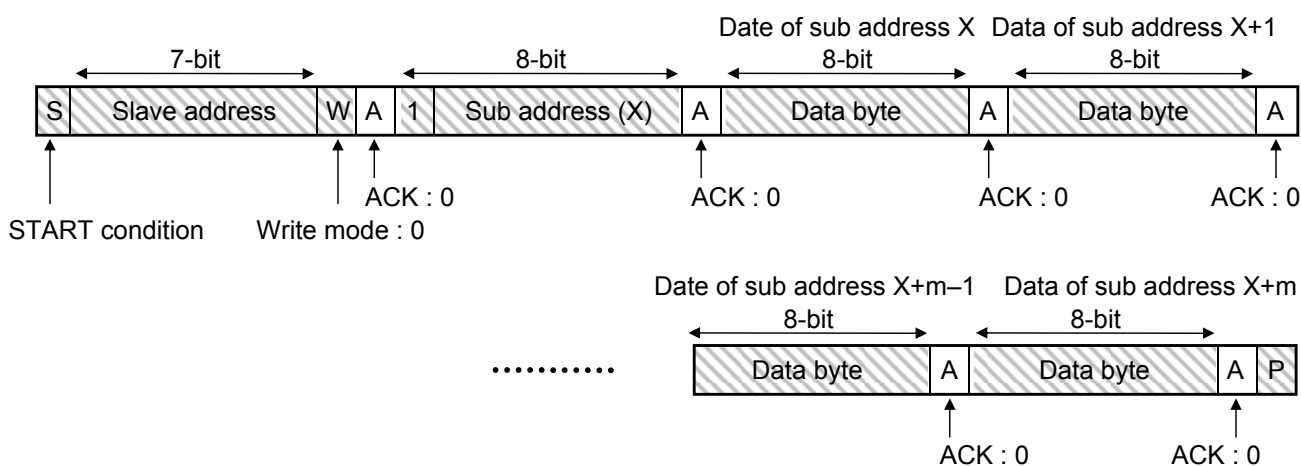 Date of sub address X Data of sub address X+1
7-bit 8-bit 8-bit 8-bit
S Slave address W A 1 Sub address (X) A Data byte A Data byte A
ACK : 0 ACK : 0 ACK : 0 ACK : 0
START condition Write mode : 0
Date of sub address X+m–1 Data of sub address X+m
8-bit 8-bit
Data byte A Data byte A P
ACK : 0 ACK : 0